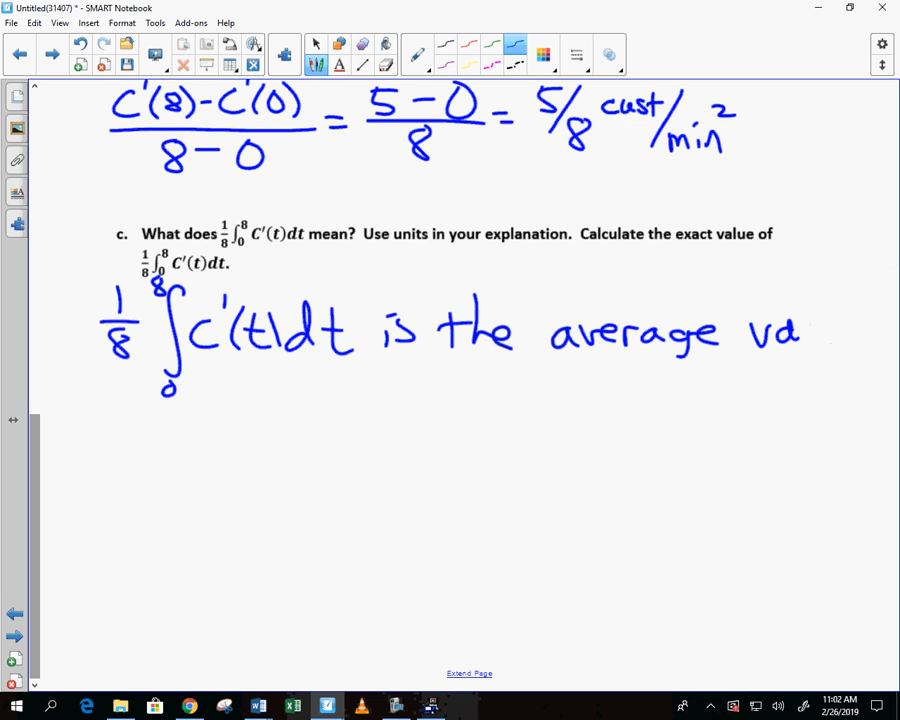 Untitled(31407) * - SMART Notebook
File Edit View Insert Format Tools Add-ons Help
C'(8)-C'(0) / 8-0 = 5-0 / 8 = 5/8 cust/min²
c. What does 1/8 ∫₀⁸ C'(t)dt mean? Use units in your explanation. Calculate the exact value of
1/8 ∫₀⁸ C'(t)dt.
1/8 ∫₀⁸ C'(t)dt is the average va
Extend Page
11:02 AM
2/26/2019